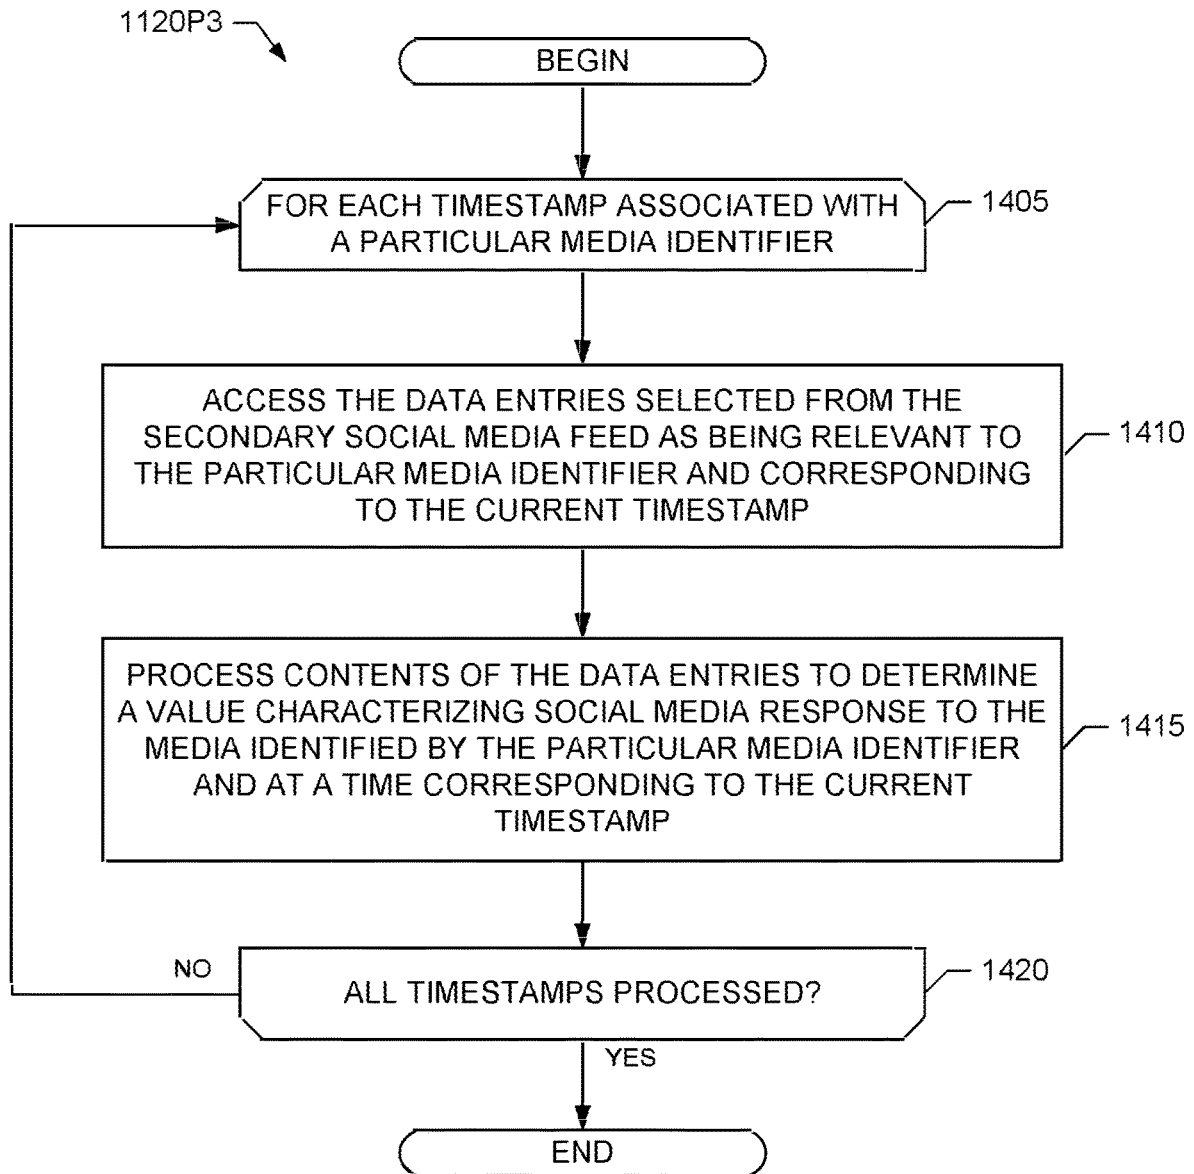 1120P3
BEGIN
FOR EACH TIMESTAMP ASSOCIATED WITH
A PARTICULAR MEDIA IDENTIFIER
1405
ACCESS THE DATA ENTRIES SELECTED FROM THE
SECONDARY SOCIAL MEDIA FEED AS BEING RELEVANT TO
THE PARTICULAR MEDIA IDENTIFIER AND CORRESPONDING
TO THE CURRENT TIMESTAMP
1410
PROCESS CONTENTS OF THE DATA ENTRIES TO DETERMINE
A VALUE CHARACTERIZING SOCIAL MEDIA RESPONSE TO THE
MEDIA IDENTIFIED BY THE PARTICULAR MEDIA IDENTIFIER
AND AT A TIME CORRESPONDING TO THE CURRENT
TIMESTAMP
1415
NO
ALL TIMESTAMPS PROCESSED?
1420
YES
END